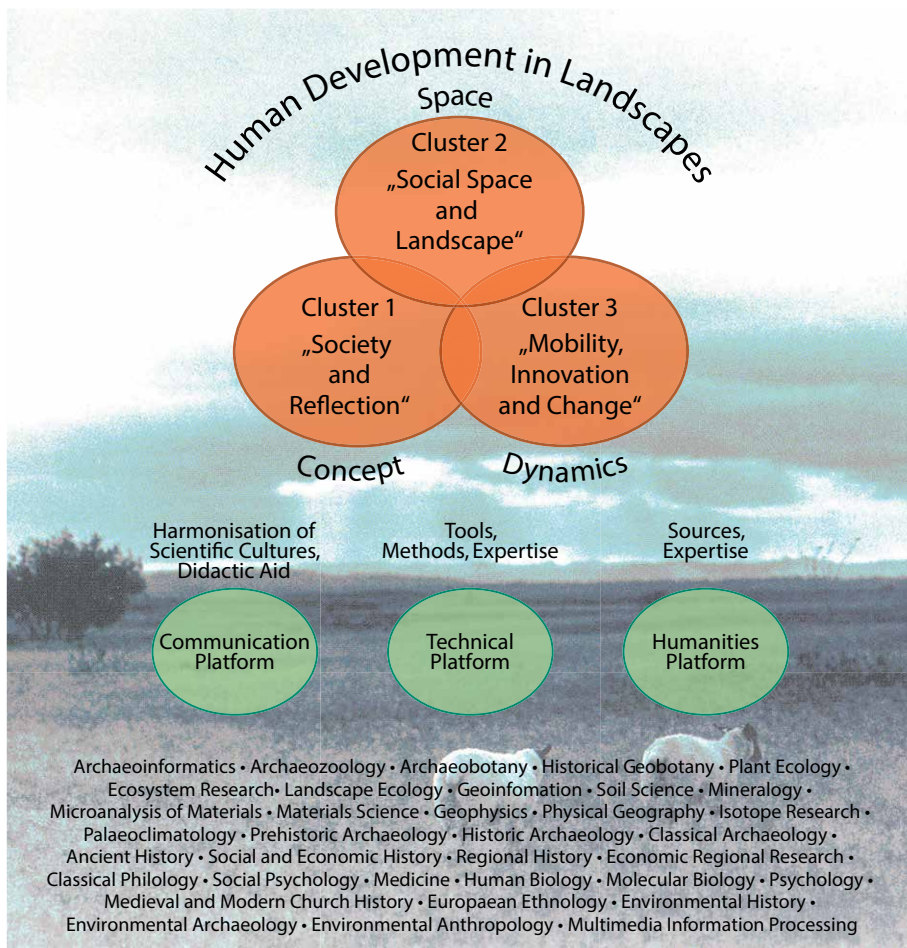 Human Development in Landscapes
Space
Cluster 2
„Social Space
and
Landscape“
Cluster 1
„Society
and
Reflection“
Cluster 3
„Mobility,
Innovation
and Change“
Concept
Dynamics
Harmonisation of
Scientific Cultures,
Didactic Aid
Tools,
Methods, Expertise
Sources,
Expertise
Communication
Platform
Technical
Platform
Humanities
Platform
Archaeoinformatics • Archaeozoology • Archaeobotany • Historical Geobotany • Plant Ecology •
Ecosystem Research• Landscape Ecology • Geoinfomation • Soil Science • Mineralogy •
Microanalysis of Materials • Materials Science • Geophysics • Physical Geography • Isotope Research •
Palaeoclimatology • Prehistoric Archaeology • Historic Archaeology • Classical Archaeology •
Ancient History • Social and Economic History • Regional History • Economic Regional Research •
Classical Philology • Social Psychology • Medicine • Human Biology • Molecular Biology • Psychology •
Medieval and Modern Church History • Europaean Ethnology • Environmental History •
Environmental Archaeology • Environmental Anthropology • Multimedia Information Processing